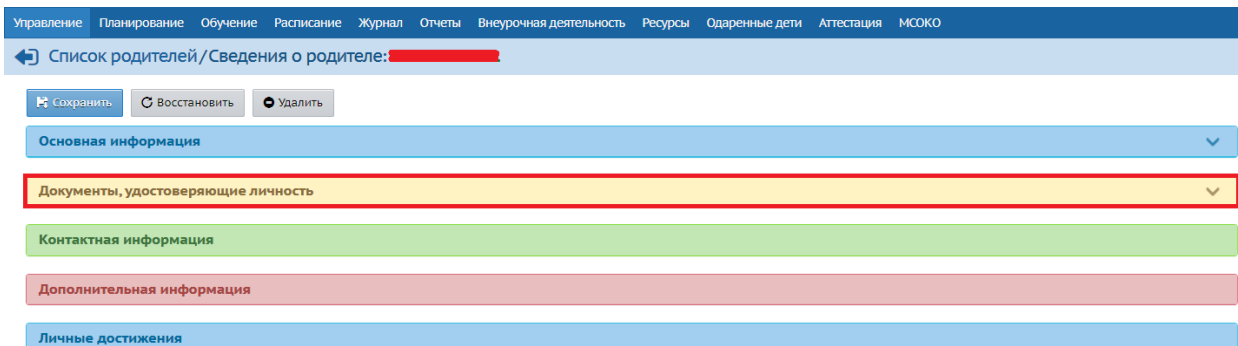 Управление Планирование Обучение Расписание Журнал Отчеты Внеурочная деятельность Ресурсы Одаренные дети Аттестация МСОКО
Список родителей/Сведения о родителе:
Сохранить Восстановить Удалить
Основная информация
Документы, удостоверяющие личность
Контактная информация
Дополнительная информация
Личные достижения